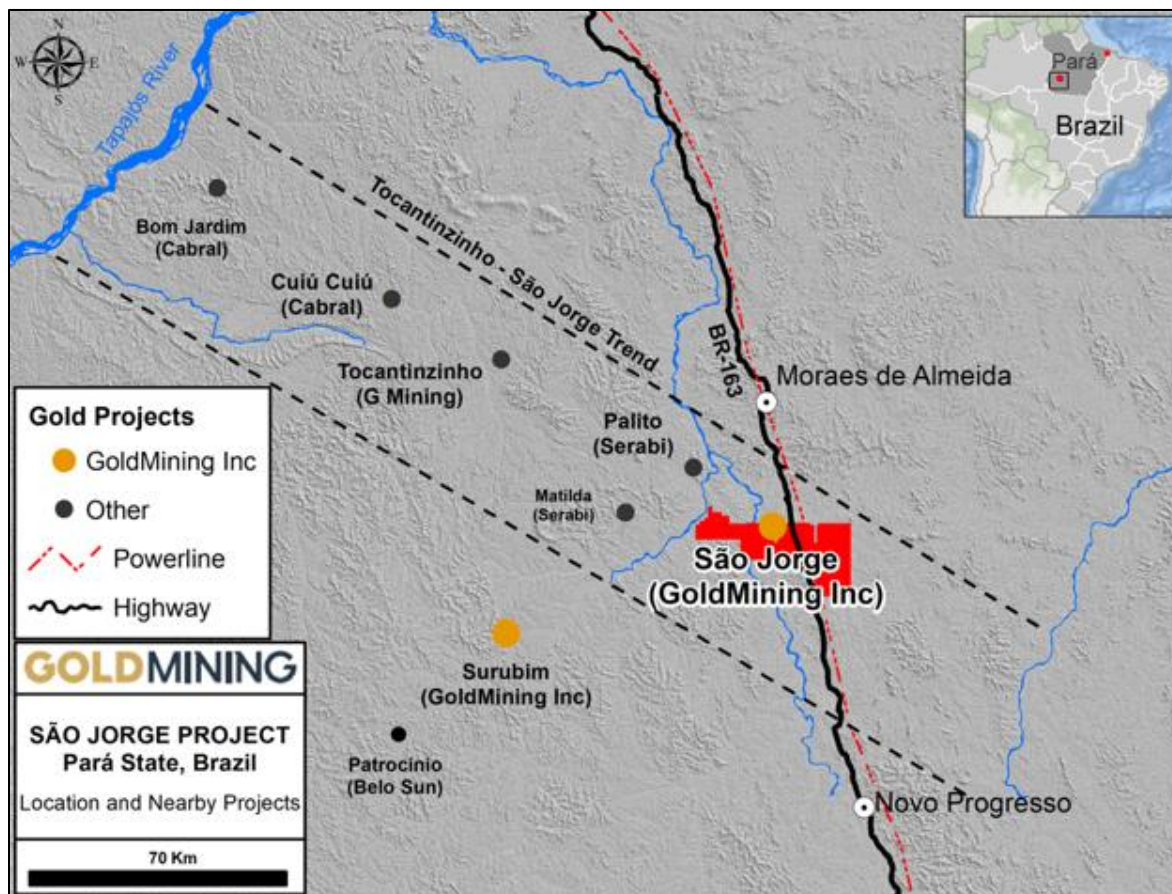 N
W
E
S
Tapajós River
Pará
Brazil
Bom Jardim
(Cabral)
Tocantinzinho - São Jorge Trend
Cuiú Cuiú
(Cabral)
BR-163
Tocantinzinho
(G Mining)
Moraes de Almeida
Palito
(Serabi)
Matilda
(Serabi)
São Jorge
(GoldMining Inc)
Surubim
(GoldMining Inc)
Patrocínio
(Belo Sun)
Novo Progresso
Gold Projects
GoldMining Inc
Other
Powerline
Highway
GOLDMINING
SÃO JORGE PROJECT
Pará State, Brazil
Location and Nearby Projects
70 Km